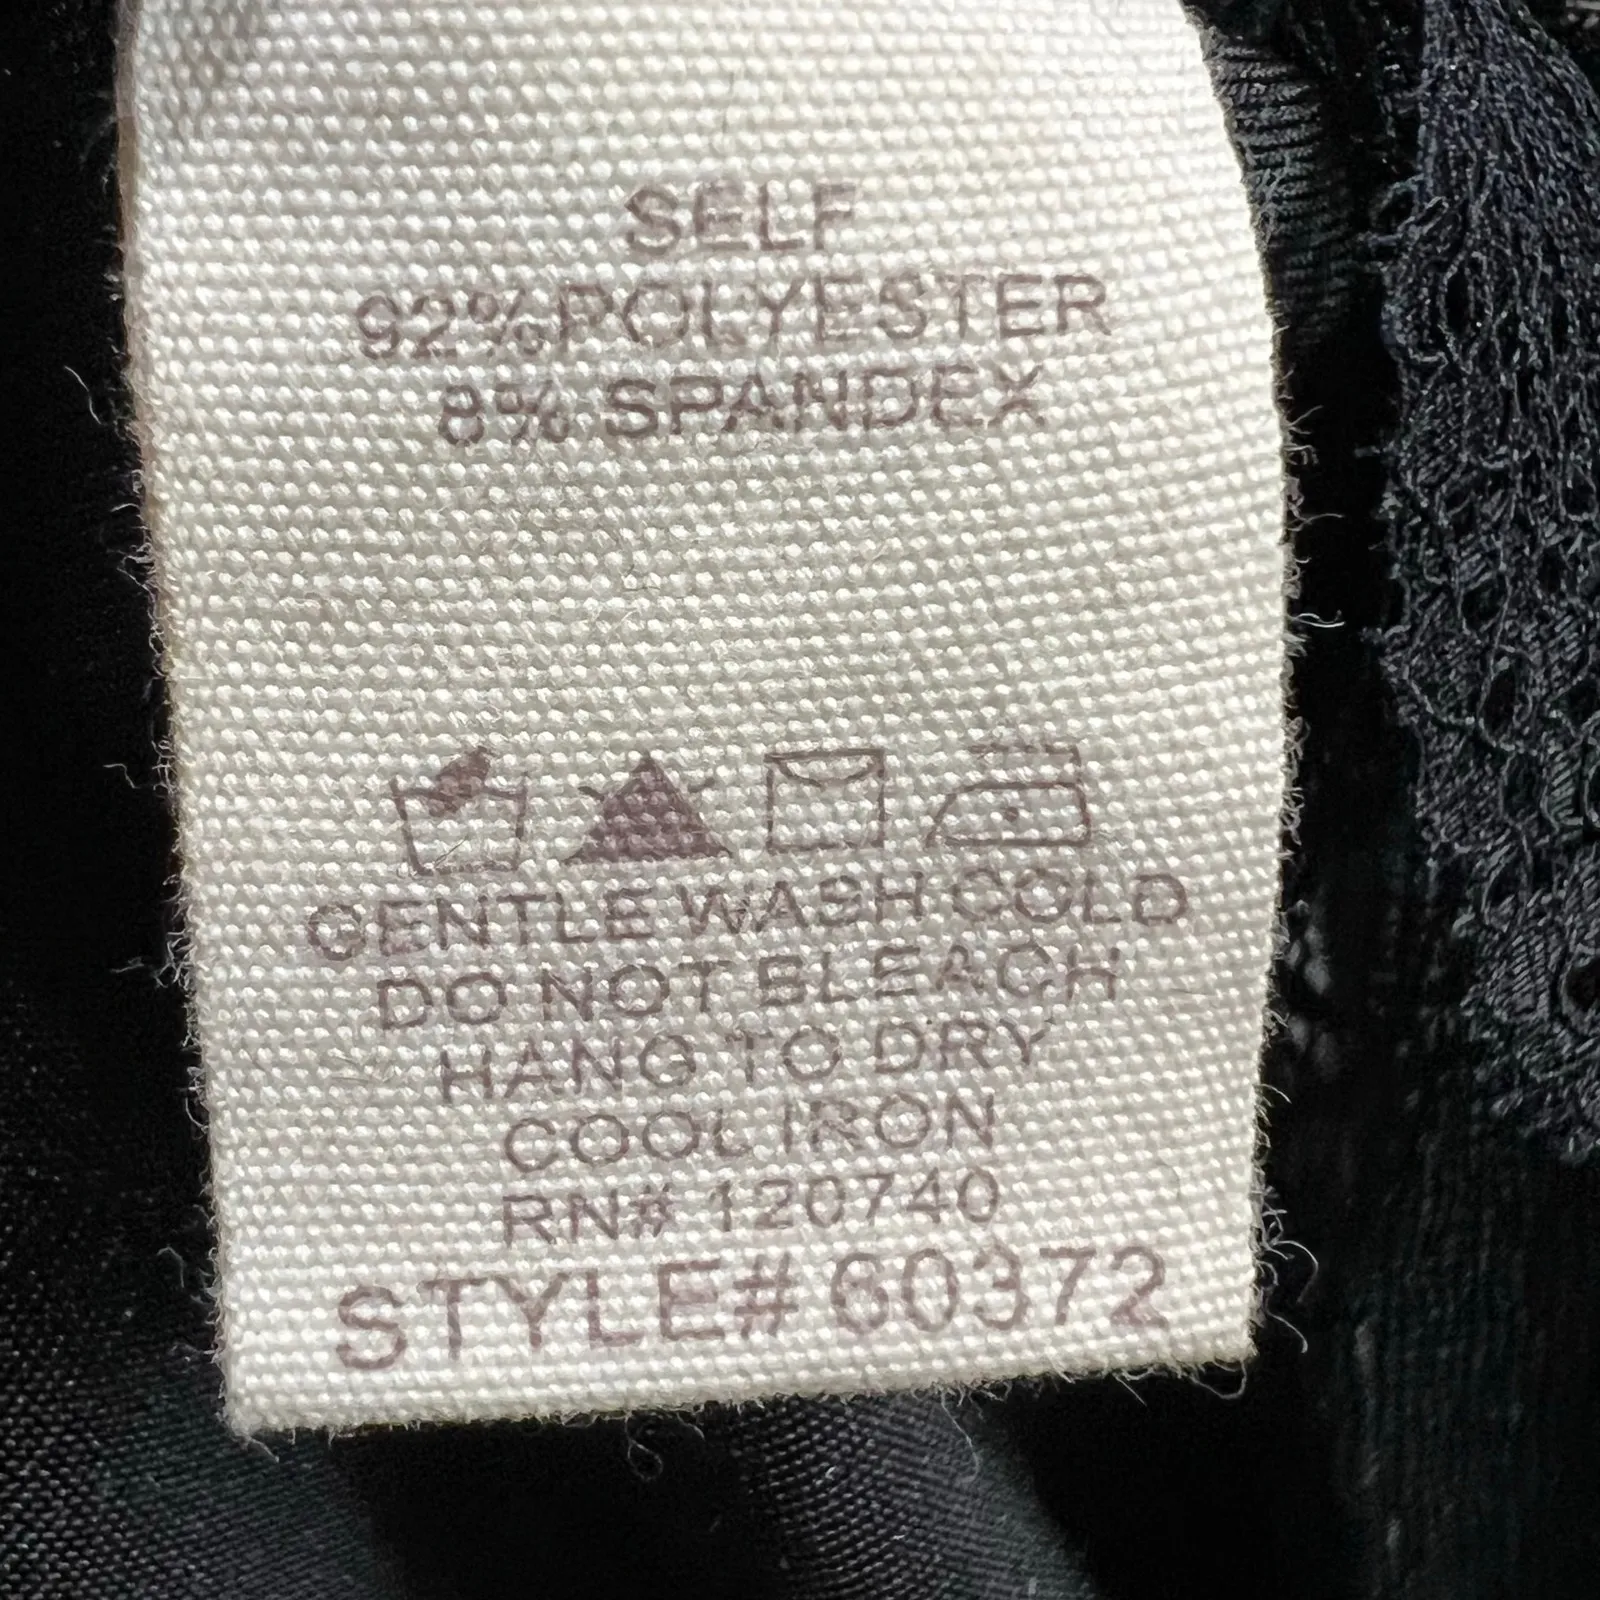 SELF
92% POLYESTER
8% SPANDEX
GENTLE WASH COLD
DO NOT BLEACH
HANG TO DRY
COOL IRON
RN# 120740
STYLE# 60372